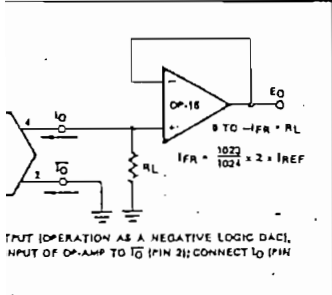 −
EO
OP-16
4
IO
+
0 TO −IFR • RL
IFR = 1023/1024 x 2 x IREF
RL
2
IO
TPUT (OPERATION AS A NEGATIVE LOGIC DAC),
NPUT OF OP-AMP TO IO (PIN 2); CONNECT IO (PIN